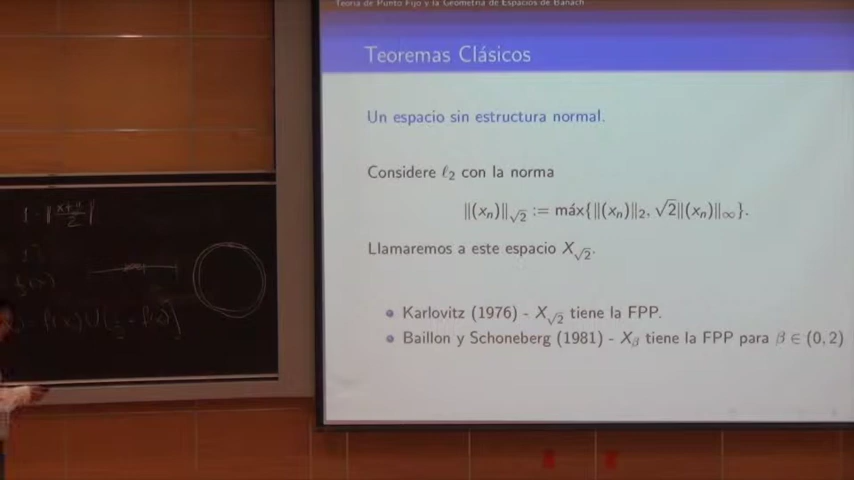 Teoría de Punto Fijo y la Geometría de Espacios de Banach
Teoremas Clásicos
Un espacio sin estructura normal.
Considere ℓ₂ con la norma
‖(xₙ)‖_√2 := máx{‖(xₙ)‖₂, √2‖(xₙ)‖_∞}.
Llamaremos a este espacio X_√2.
Karlovitz (1976) - X_√2 tiene la FPP.
Baillon y Schoneberg (1981) - X_β tiene la FPP para β ∈ (0, 2)